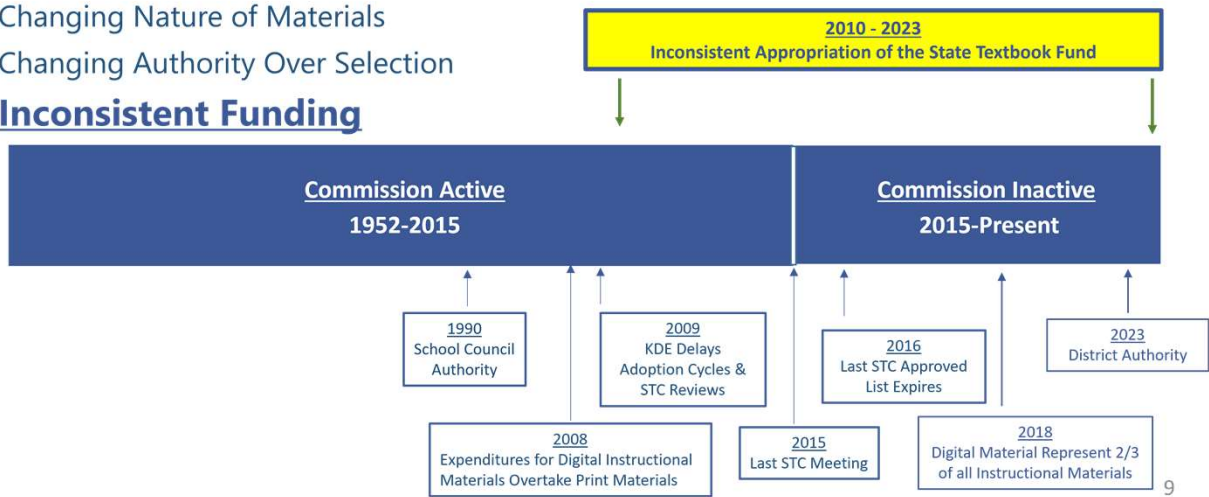 Changing Nature of Materials
Changing Authority Over Selection
Inconsistent Funding
2010 - 2023
Inconsistent Appropriation of the State Textbook Fund
Commission Active
1952-2015
Commission Inactive
2015-Present
1990
School Council
Authority
2008
Expenditures for Digital Instructional
Materials Overtake Print Materials
2009
KDE Delays
Adoption Cycles &
STC Reviews
2015
Last STC Meeting
2016
Last STC Approved
List Expires
2018
Digital Material Represent 2/3
of all Instructional Materials
2023
District Authority
9